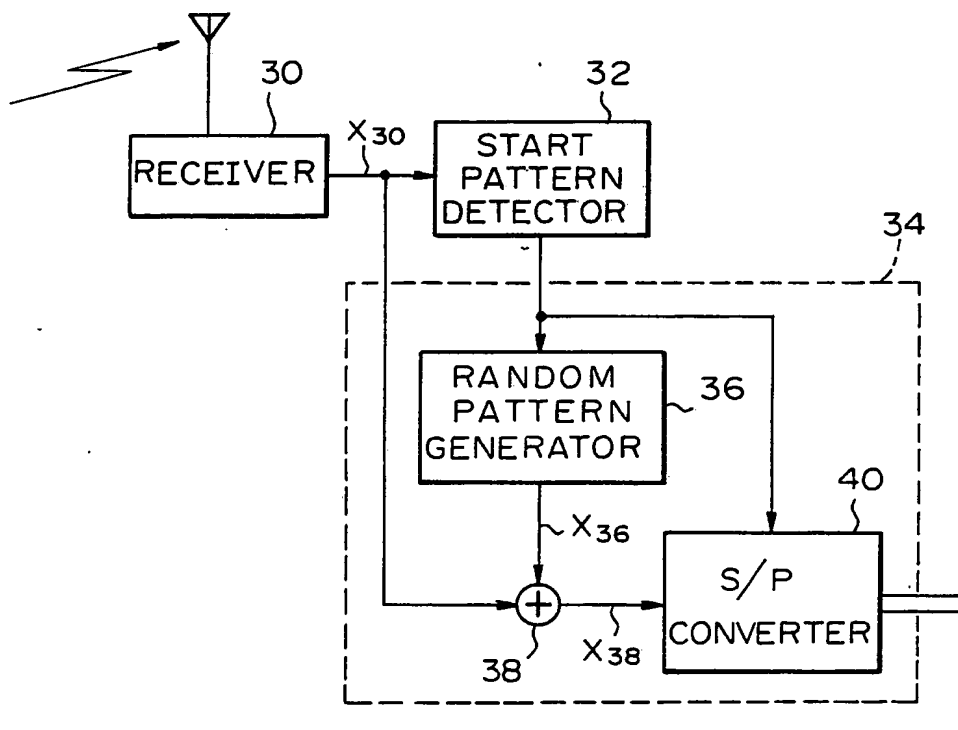 30
32
X30
RECEIVER
START
PATTERN
DETECTOR
34
RANDOM
PATTERN
GENERATOR
36
40
X36
S/P
CONVERTER
38
X38